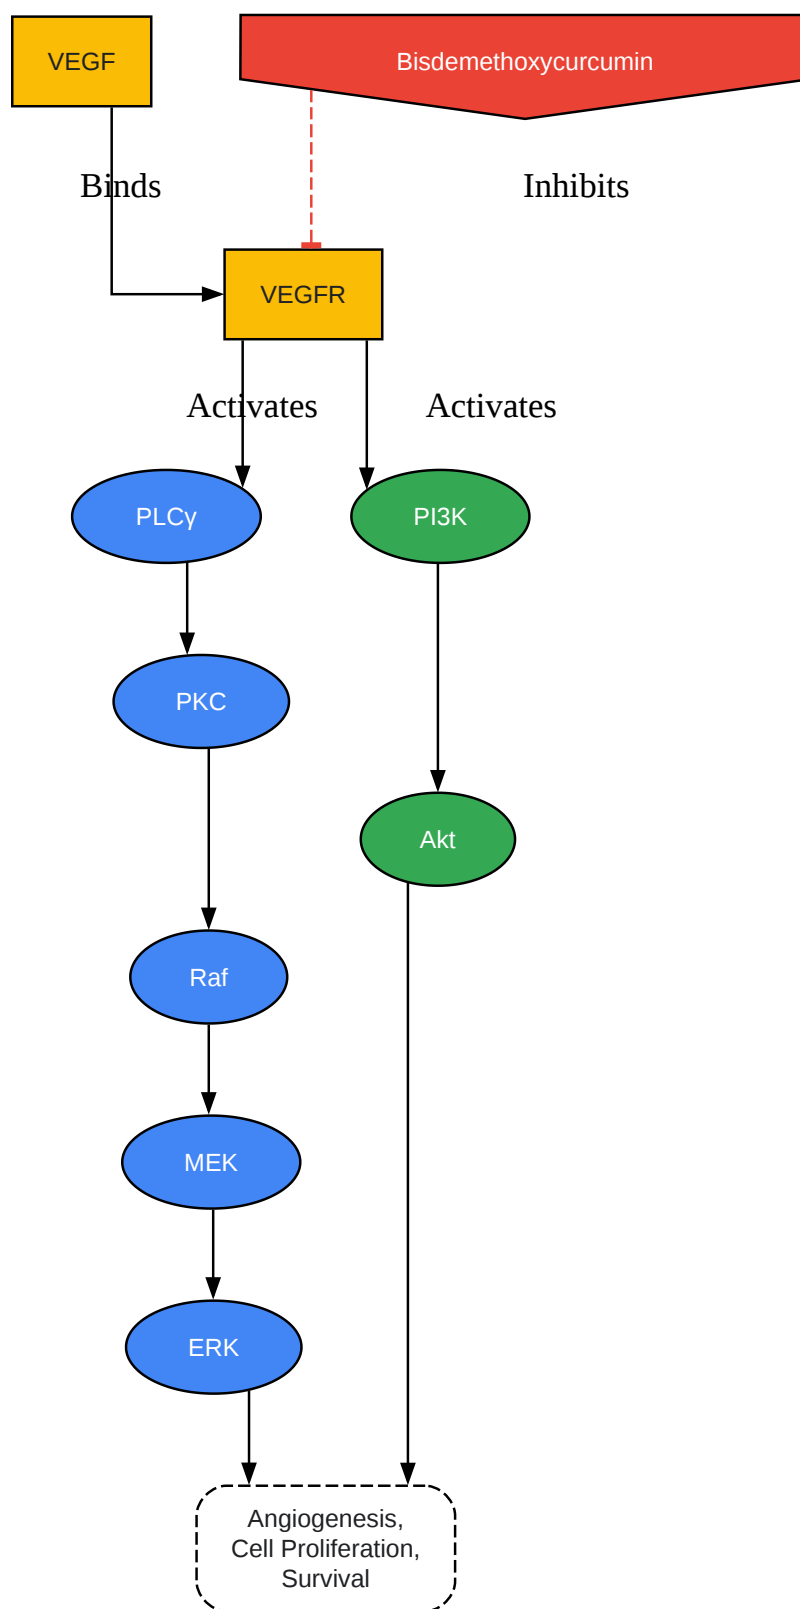 VEGF
Bisdemethoxycurcumin
Binds
Inhibits
VEGFR
Activates
Activates
PLCγ
PI3K
PKC
Akt
Raf
MEK
ERK
Angiogenesis,
Cell Proliferation,
Survival